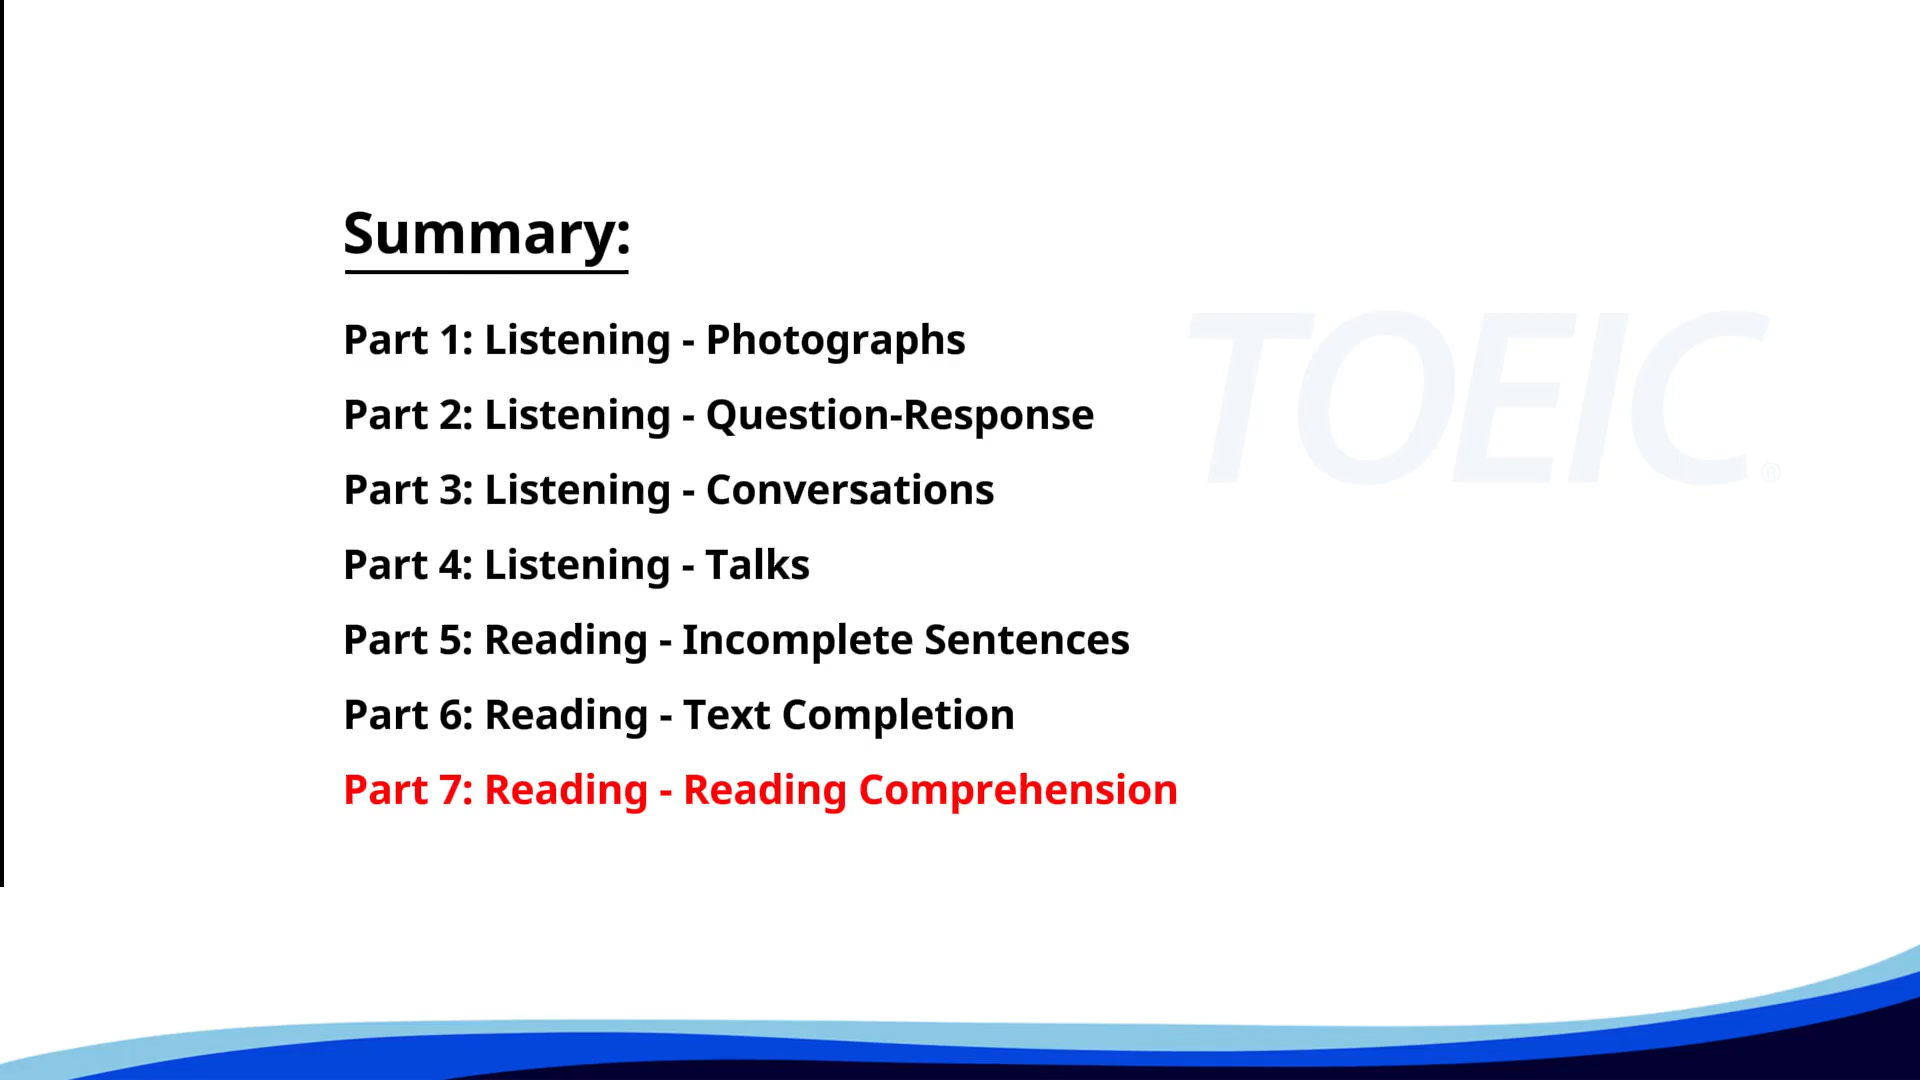 Summary:
Part 1: Listening - Photographs
Part 2: Listening - Question-Response
Part 3: Listening - Conversations
Part 4: Listening - Talks
Part 5: Reading - Incomplete Sentences
Part 6: Reading - Text Completion
Part 7: Reading - Reading Comprehension
TOEIC®